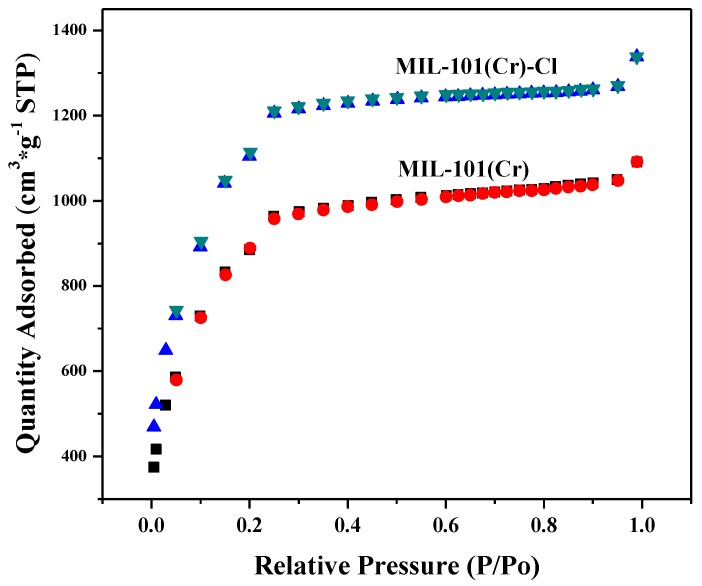 1400
1200
1000
800
600
400
Quantity Adsorbed (cm³*g⁻¹ STP)
MIL-101(Cr)-Cl
MIL-101(Cr)
0.0 0.2 0.4 0.6 0.8 1.0
Relative Pressure (P/Po)